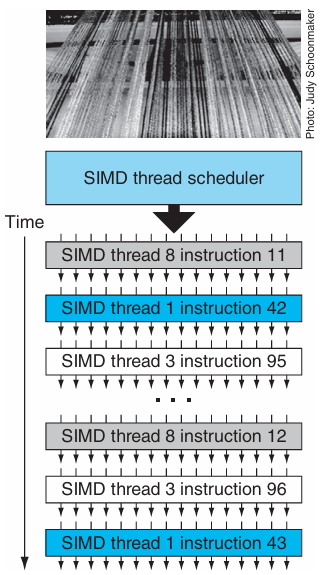 Photo: Judy Schoonmaker
SIMD thread scheduler
Time
SIMD thread 8 instruction 11
SIMD thread 1 instruction 42
SIMD thread 3 instruction 95
. . .
SIMD thread 8 instruction 12
SIMD thread 3 instruction 96
SIMD thread 1 instruction 43